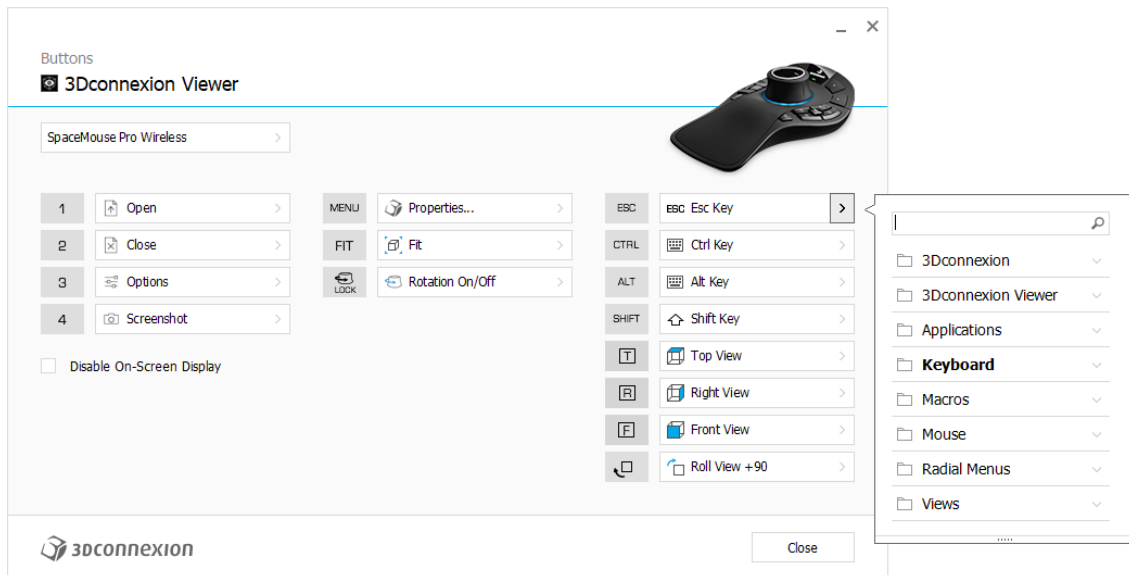 Buttons
3Dconnexion Viewer
SpaceMouse Pro Wireless
1 Open
2 Close
3 Options
4 Screenshot
Disable On-Screen Display
MENU Properties...
FIT Fit
LOCK Rotation On/Off
ESC ESC Esc Key
CTRL Ctrl Key
ALT Alt Key
SHIFT Shift Key
T Top View
R Right View
F Front View
Roll View +90
3Dconnexion
3Dconnexion Viewer
Applications
Keyboard
Macros
Mouse
Radial Menus
Views
3Dconnexion
Close